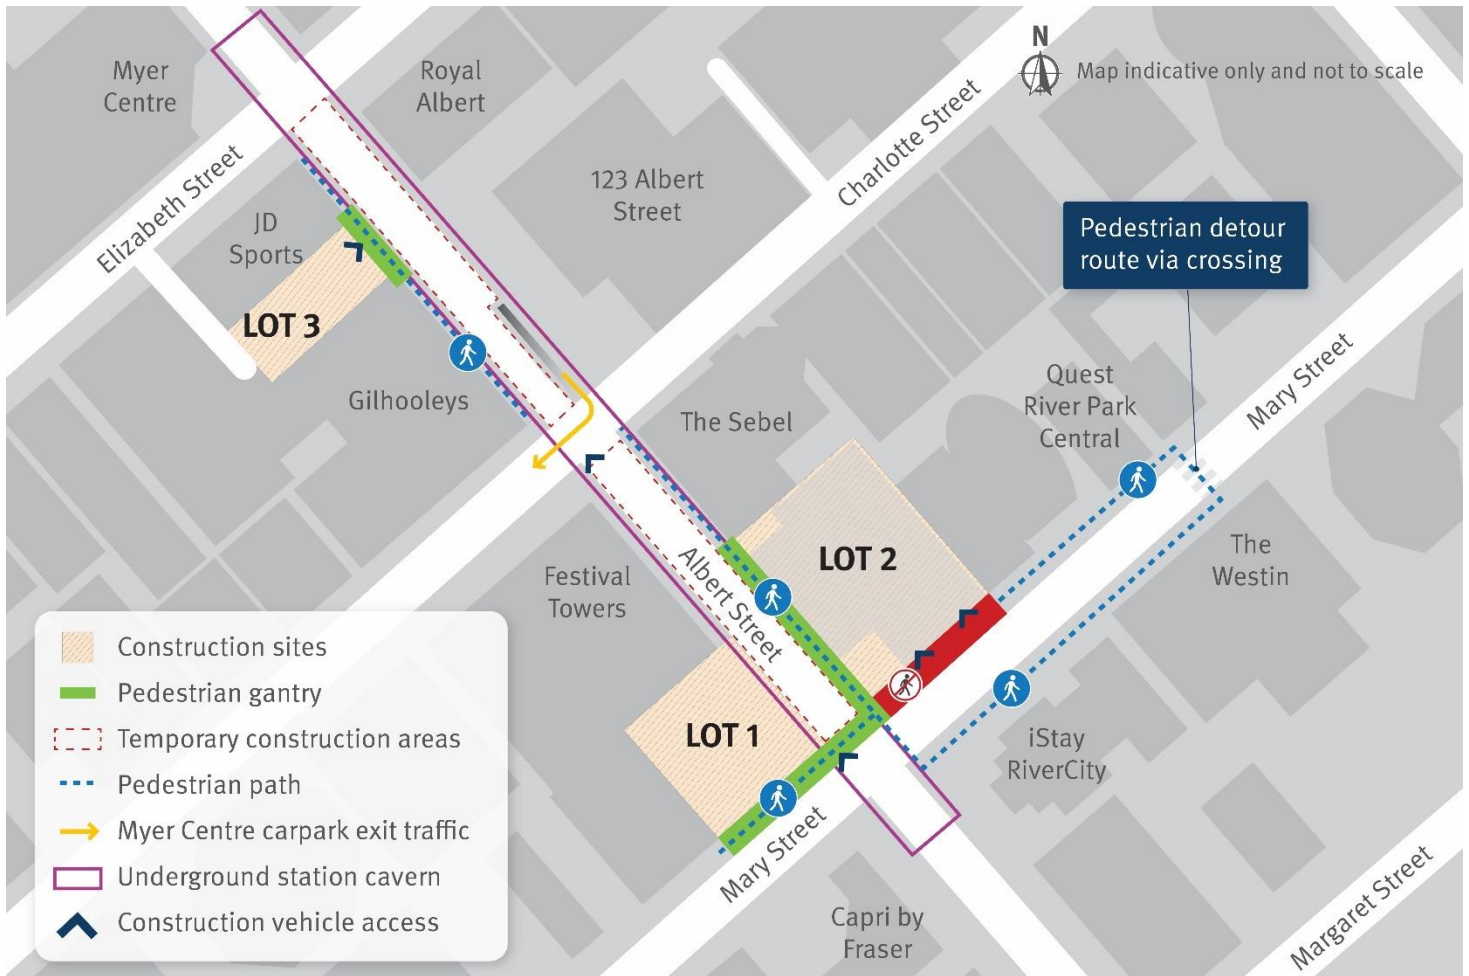 Myer
Centre
Royal
Albert
N
Map indicative only and not to scale
Elizabeth Street
JD
Sports
123 Albert
Street
Charlotte Street
Pedestrian detour
route via crossing
LOT 3
Gilhooleys
The Sebel
Quest
River Park
Central
Mary Street
Festival
Towers
Albert Street
LOT 2
The
Westin
LOT 1
iStay
RiverCity
Mary Street
Capri by
Fraser
Margaret Street
Construction sites
Pedestrian gantry
Temporary construction areas
Pedestrian path
Myer Centre carpark exit traffic
Underground station cavern
Construction vehicle access